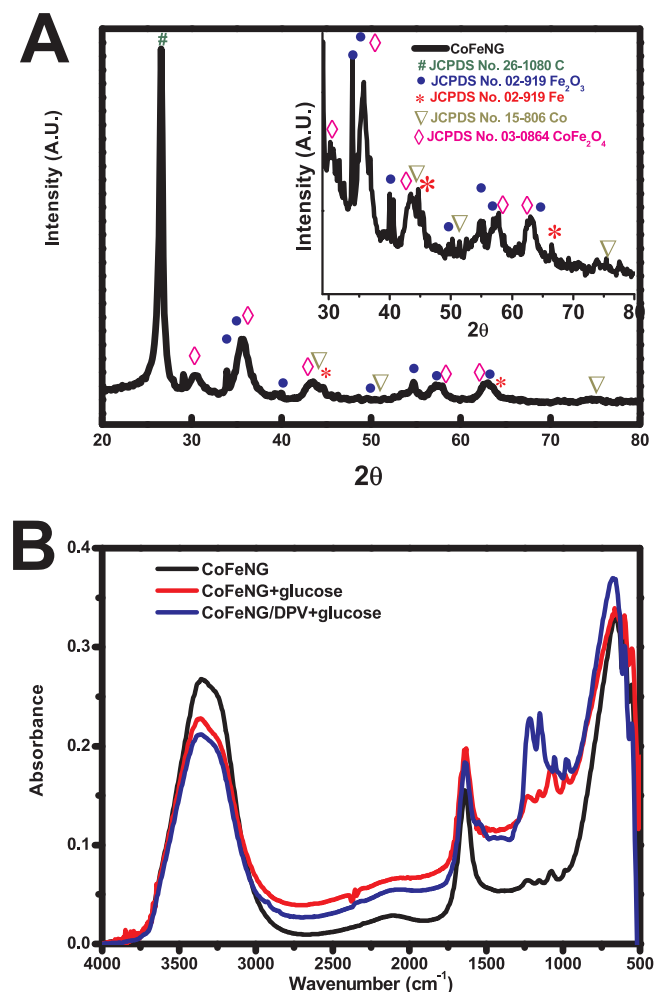 A
Intensity (A.U.)
#
20 30 40 50 60 70 80
2θ
Intensity (A.U.)
CoFeNG
# JCPDS No. 26-1080 C
● JCPDS No. 02-919 Fe₂O₃
* JCPDS No. 02-919 Fe
▽ JCPDS No. 15-806 Co
◊ JCPDS No. 03-0864 CoFe₂O₄
30 40 50 60 70 80
2θ
B
Absorbance
0.4
0.3
0.2
0.1
0.0
CoFeNG
CoFeNG+glucose
CoFeNG/DPV+glucose
4000 3500 3000 2500 2000 1500 1000 500
Wavenumber (cm⁻¹)